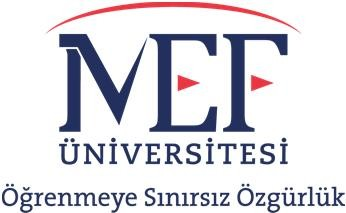 MEF
ÜNİVERSİTESİ
Öğrenmeye Sınırsız Özgürlük